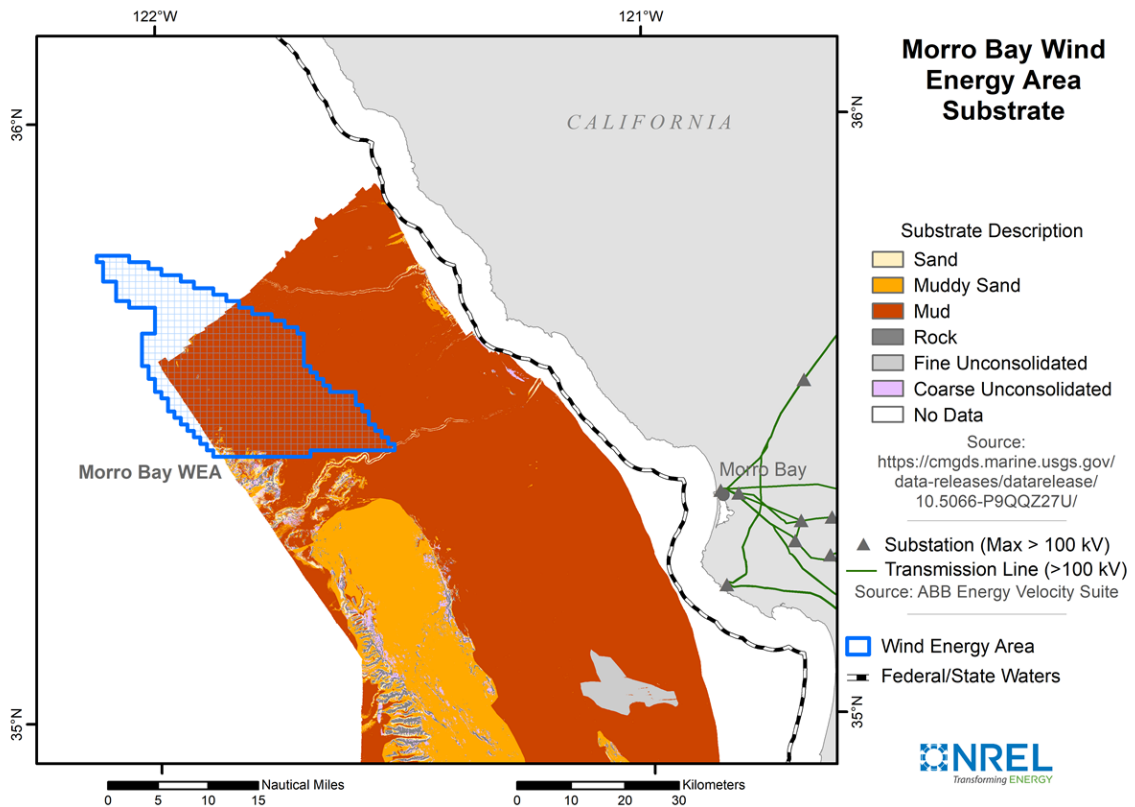 122°W
121°W
36°N
36°N
35°N
35°N
CALIFORNIA
Morro Bay WEA
Morro Bay
Morro Bay Wind
Energy Area
Substrate
Substrate Description
Sand
Muddy Sand
Mud
Rock
Fine Unconsolidated
Coarse Unconsolidated
No Data
Source:
https://cmgds.marine.usgs.gov/
data-releases/datarelease/
10.5066-P9QQZ27U/
Substation (Max > 100 kV)
Transmission Line (>100 kV)
Source: ABB Energy Velocity Suite
Wind Energy Area
Federal/State Waters
NREL
Transforming ENERGY
Nautical Miles
0 5 10 15
Kilometers
0 10 20 30